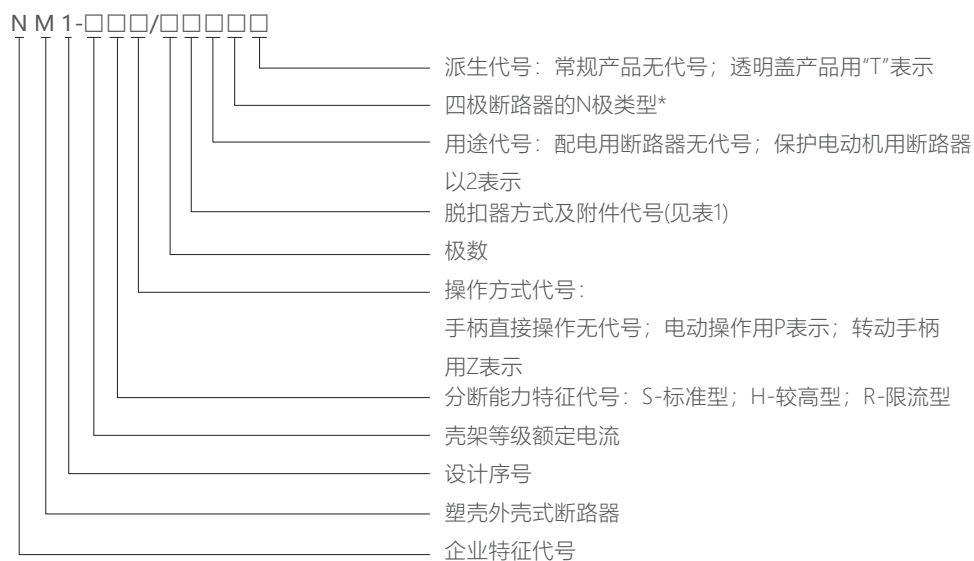 NM1-□□□/□□□□□
派生代号：常规产品无代号；透明盖产品用“T”表示
四极断路器的N极类型*
用途代号：配电用断路器无代号；保护电动机用断路器
以2表示
脱扣器方式及附件代号(见表1)
极数
操作方式代号：
手柄直接操作无代号；电动操作用P表示；转动手柄
用Z表示
分断能力特征代号：S-标准型；H-较高型；R-限流型
壳架等级额定电流
设计序号
塑壳外壳式断路器
企业特征代号